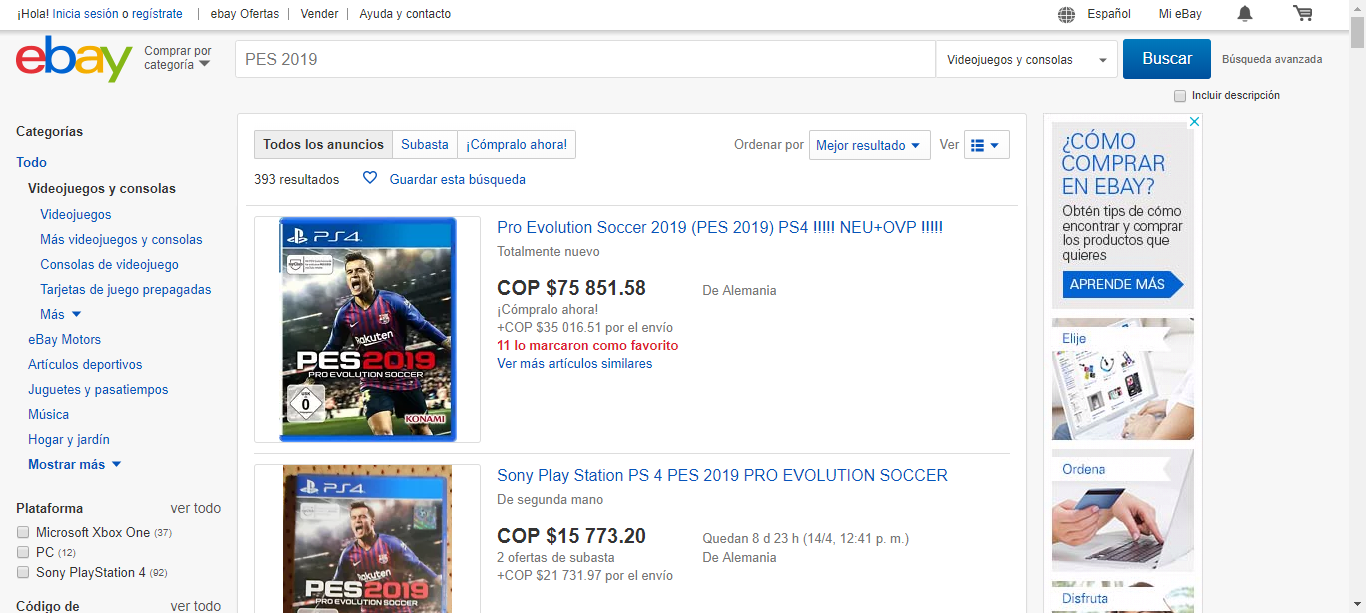 ¡Hola! Inicia sesión o regístrate | ebay Ofertas | Vender | Ayuda y contacto
Español Mi eBay
ebay
Comprar por categoría
PES 2019
Videojuegos y consolas
Buscar
Búsqueda avanzada
Incluir descripción
Categorías
Todo
Videojuegos y consolas
Videojuegos
Más videojuegos y consolas
Consolas de videojuego
Tarjetas de juego prepagadas
Más
eBay Motors
Artículos deportivos
Juguetes y pasatiempos
Música
Hogar y jardín
Mostrar más
Plataforma ver todo
Microsoft Xbox One (37)
PC (12)
Sony PlayStation 4 (92)
Código de ver todo
Todos los anuncios Subasta ¡Cómpralo ahora!
Ordenar por Mejor resultado Ver
393 resultados Guardar esta búsqueda
PS4
Rakuten
PES2019
PRO EVOLUTION SOCCER
0
KONAMI
Pro Evolution Soccer 2019 (PES 2019) PS4 !!!!! NEU+OVP !!!!!
Totalmente nuevo
COP $75 851.58 De Alemania
¡Cómpralo ahora!
+COP $35 016.51 por el envío
11 lo marcaron como favorito
Ver más artículos similares
PS4
Rakuten
PES2019
PRO EVOLUTION SOCCER
Sony Play Station PS 4 PES 2019 PRO EVOLUTION SOCCER
De segunda mano
COP $15 773.20 Quedan 8 d 23 h (14/4, 12:41 p. m.)
2 ofertas de subasta De Alemania
+COP $21 731.97 por el envío
¿CÓMO
COMPRAR
EN EBAY?
Obtén tips de cómo
encontrar y comprar
los productos que
quieres
APRENDE MÁS
Elije
Ordena
Disfruta